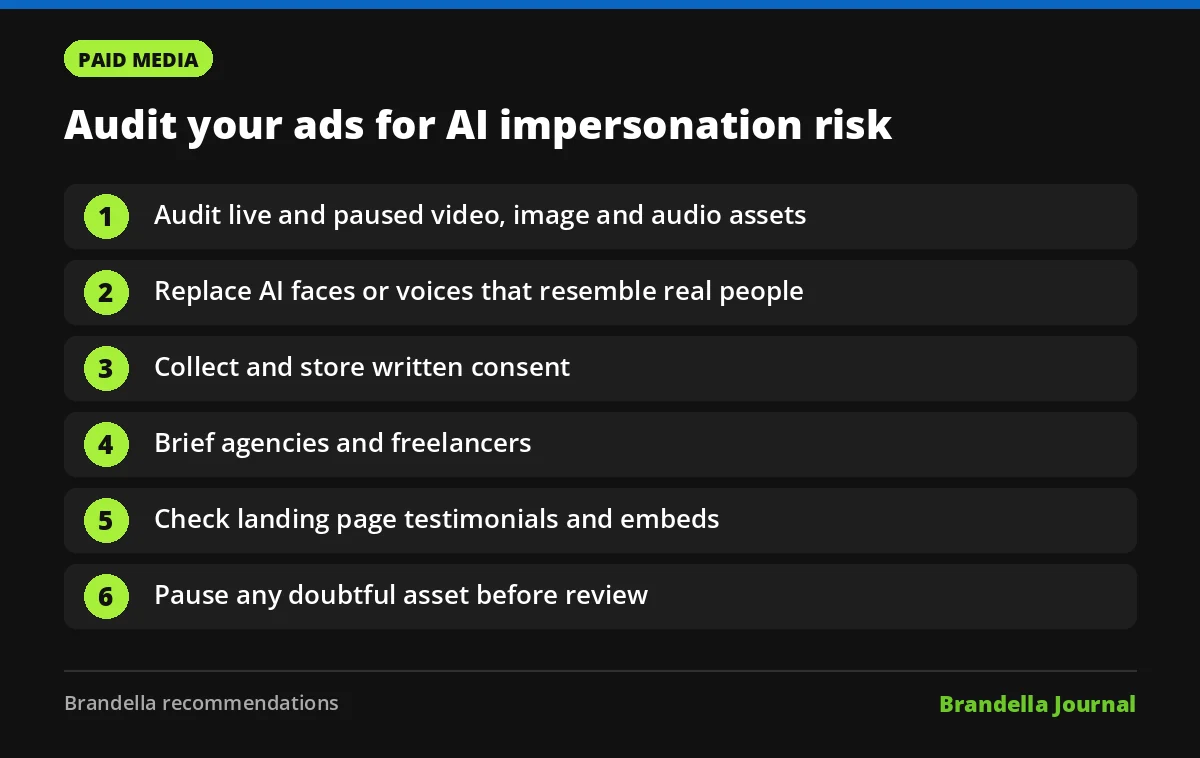 PAID MEDIA
Audit your ads for AI impersonation risk
1 Audit live and paused video, image and audio assets
2 Replace AI faces or voices that resemble real people
3 Collect and store written consent
4 Brief agencies and freelancers
5 Check landing page testimonials and embeds
6 Pause any doubtful asset before review
Brandella recommendations
Brandella Journal